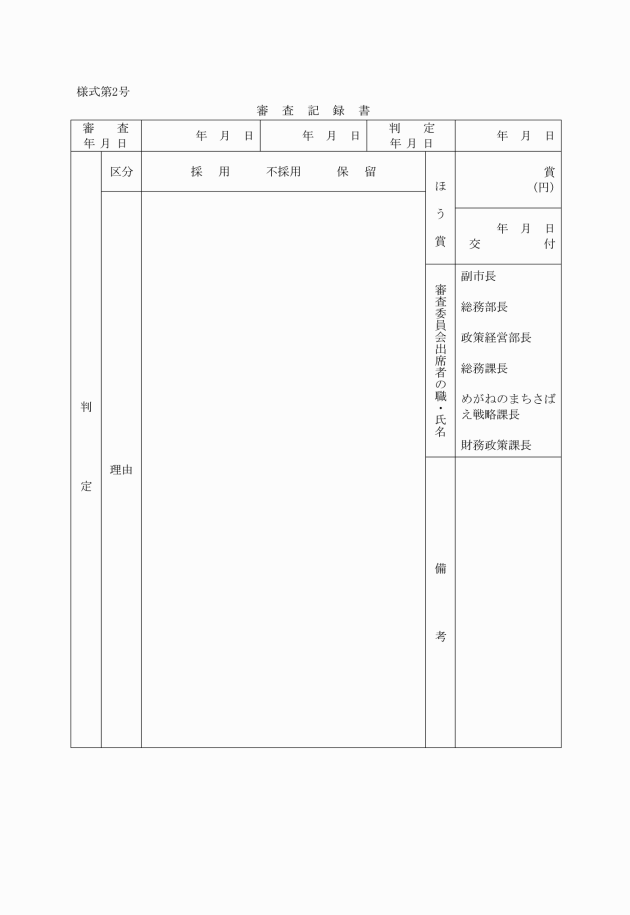 様式第2号
審　査　記　録　書
審　　査
年　月　日
年　月　日
年　月　日
判　　定
年　月　日
年　月　日
区分
採　用　　　不採用　　　保　留
ほう賞
賞
（円）
年　月　日
交　　　　　付
審査委員会出席者の職・氏名
副市長
総務部長
政策経営部長
総務課長
めがねのまちさば
え戦略課長
財務政策課長
判　定
理由
備　考